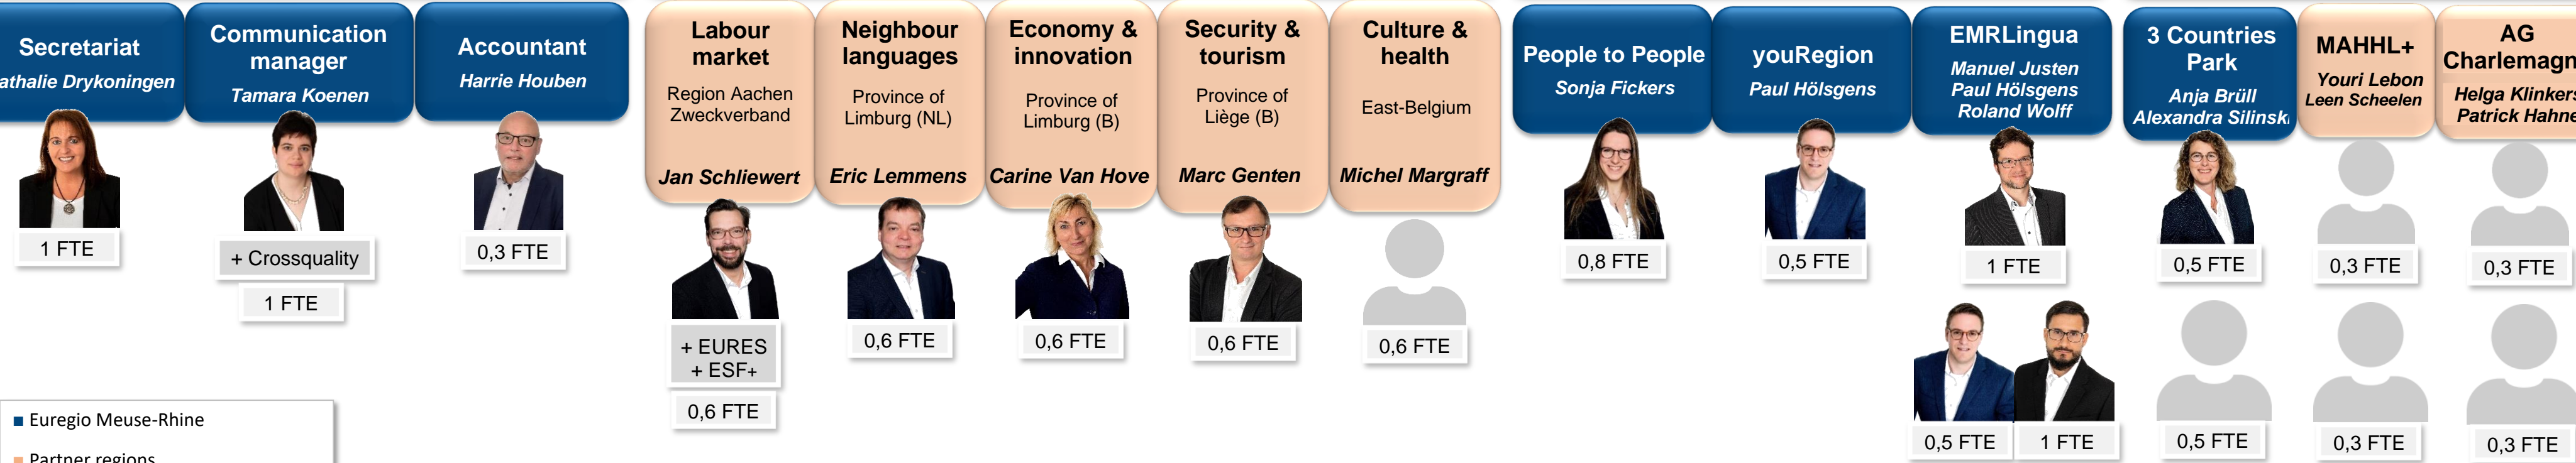 Secretariat
Drykoningen
1 FTE
Communication
manager
Tamara Koenen
+ Crossquality
1 FTE
Accountant
Harrie Houben
0,3 FTE
Labour
market
Region Aachen
Zweckverband
Jan Schliewert
+ EURES
+ ESF+
0,6 FTE
Neighbour
languages
Province of
Limburg (NL)
Eric Lemmens
0,6 FTE
Economy &
innovation
Province of
Limburg (B)
Carine Van Hove
0,6 FTE
Security &
tourism
Province of
Liège (B)
Marc Genten
0,6 FTE
Culture &
health
East-Belgium
Michel Margraff
0,6 FTE
People to People
Sonja Fickers
0,8 FTE
youRegion
Paul Hölsgens
0,5 FTE
EMRLingua
Manuel Justen
Paul Hölsgens
Roland Wolff
1 FTE
0,5 FTE
1 FTE
3 Countries
Park
Anja Brüll
Alexandra
0,5 FTE
0,5 FTE
MAHHL+
Youri Lebon
Leen Scheelen
0,3 FTE
0,3 FTE
AG
Helga
Patrick
0,3 FTE
0,3 FTE
Euregio Meuse-Rhine
Partner regions